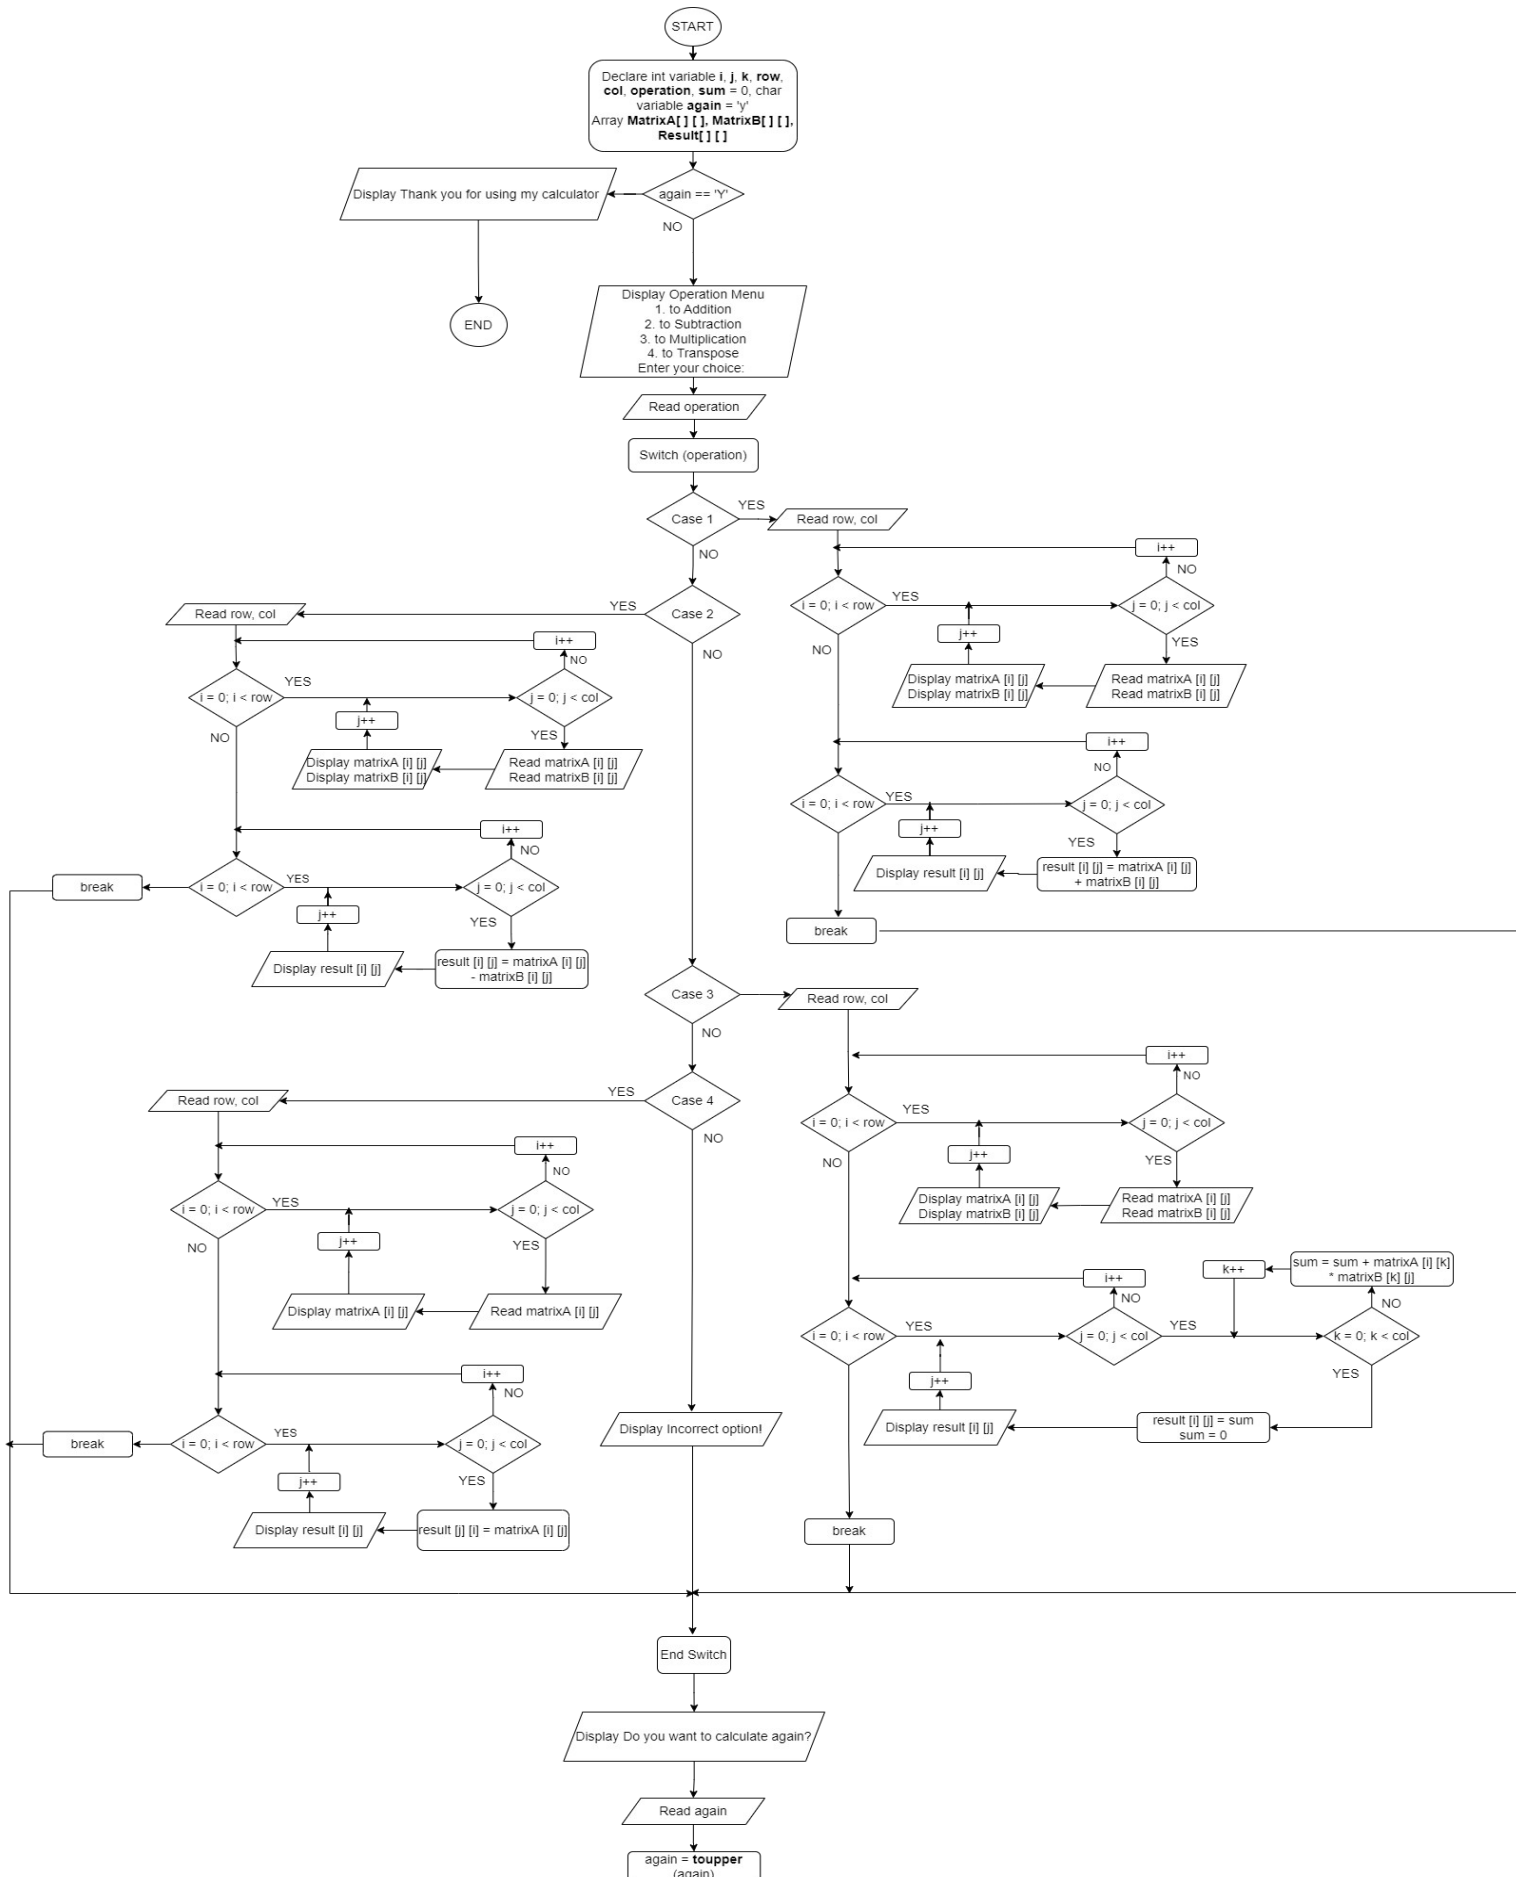 START
Declare int variable i, j, k, row,
col, operation, sum = 0, char
variable again = 'y'
Array MatrixA[ ] [ ], MatrixB[ ] [ ],
Result[ ] [ ]
again == 'Y'
Display Thank you for using my calculator
NO
END
Display Operation Menu
1. to Addition
2. to Subtraction
3. to Multiplication
4. to Transpose
Enter your choice:
Read operation
Switch (operation)
Case 1
YES
Read row, col
NO
i++
NO
i = 0; i < row
YES
j = 0; j < col
j++
YES
NO
Display matrixA [i] [j]
Display matrixB [i] [j]
Read matrixA [i] [j]
Read matrixB [i] [j]
i++
NO
i = 0; i < row
YES
j = 0; j < col
j++
YES
Display result [i] [j]
result [i] [j] = matrixA [i] [j]
+ matrixB [i] [j]
break
Case 2
YES
Read row, col
NO
i++
NO
i = 0; i < row
YES
j = 0; j < col
j++
YES
NO
Display matrixA [i] [j]
Display matrixB [i] [j]
Read matrixA [i] [j]
Read matrixB [i] [j]
i++
NO
i = 0; i < row
YES
j = 0; j < col
break
j++
YES
Display result [i] [j]
result [i] [j] = matrixA [i] [j]
- matrixB [i] [j]
Case 3
Read row, col
NO
i++
NO
i = 0; i < row
YES
j = 0; j < col
j++
YES
NO
Display matrixA [i] [j]
Display matrixB [i] [j]
Read matrixA [i] [j]
Read matrixB [i] [j]
i++
NO
k++
sum = sum + matrixA [i] [k]
* matrixB [k] [j]
NO
i = 0; i < row
YES
j = 0; j < col
YES
k = 0; k < col
j++
YES
Display result [i] [j]
result [i] [j] = sum
sum = 0
break
Case 4
YES
Read row, col
NO
i++
NO
i = 0; i < row
YES
j = 0; j < col
j++
YES
NO
Display matrixA [i] [j]
Read matrixA [i] [j]
i++
NO
i = 0; i < row
YES
j = 0; j < col
break
j++
YES
Display result [i] [j]
result [j] [i] = matrixA [i] [j]
Display Incorrect option!
End Switch
Display Do you want to calculate again?
Read again
again = toupper
(again)